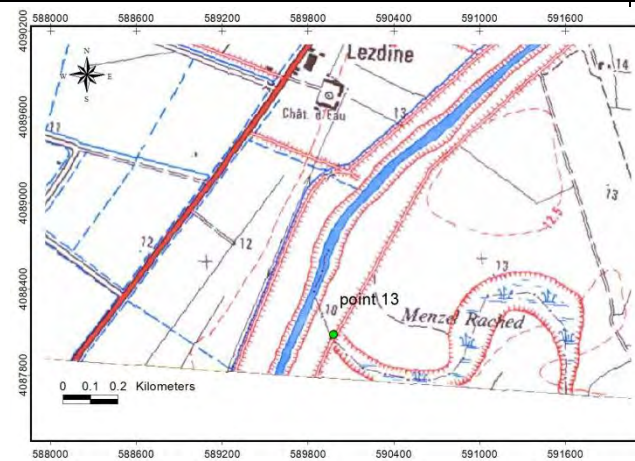 588000 588600 589200 589800 590400 591000 591600
4090200
4089600
4089000
4088400
4087800
N
W E
S
Lezdine
Chât. d'Eau
13
14
11
12
12
13
12,5
13
10
point 13
Menzel Rached
0 0.1 0.2 Kilometers
588000 588600 589200 589800 590400 591000 591600